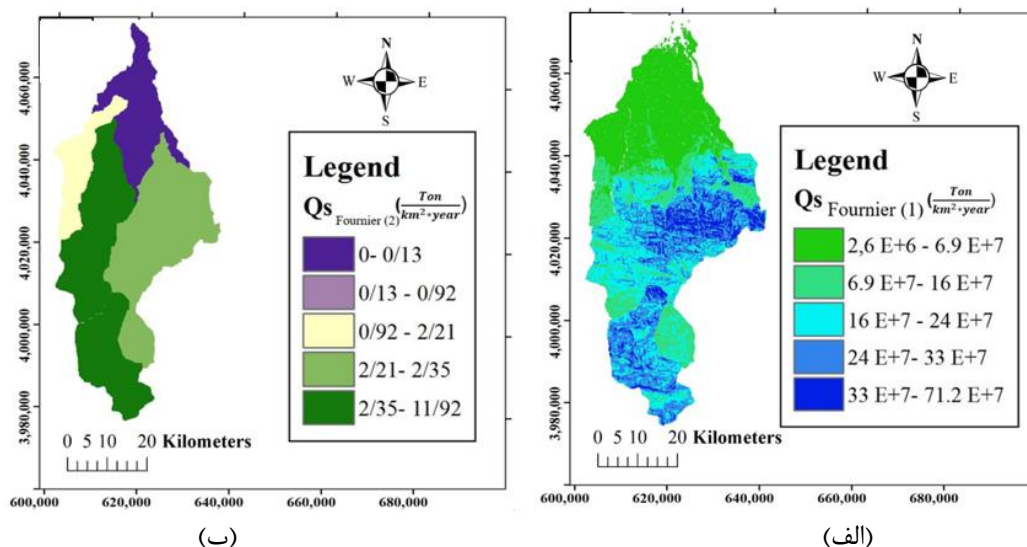 N
W E
S
Legend
Qs Fournier (2) (Ton/km²*year)
0- 0/13
0/13 - 0/92
0/92 - 2/21
2/21- 2/35
2/35- 11/92
4,060,000
4,040,000
4,020,000
4,000,000
3,980,000
0 5 10 20 Kilometers
600,000 620,000 640,000 660,000 680,000
(ب)
N
W E
S
Legend
Qs Fournier (1) (Ton/km²*year)
2,6 E+6 - 6.9 E+7
6.9 E+7- 16 E+7
16 E+7 - 24 E+7
24 E+7- 33 E+7
33 E+7- 71.2 E+7
4,060,000
4,040,000
4,020,000
4,000,000
3,980,000
0 5 10 20 Kilometers
600,000 620,000 640,000 660,000 680,000
(الف)